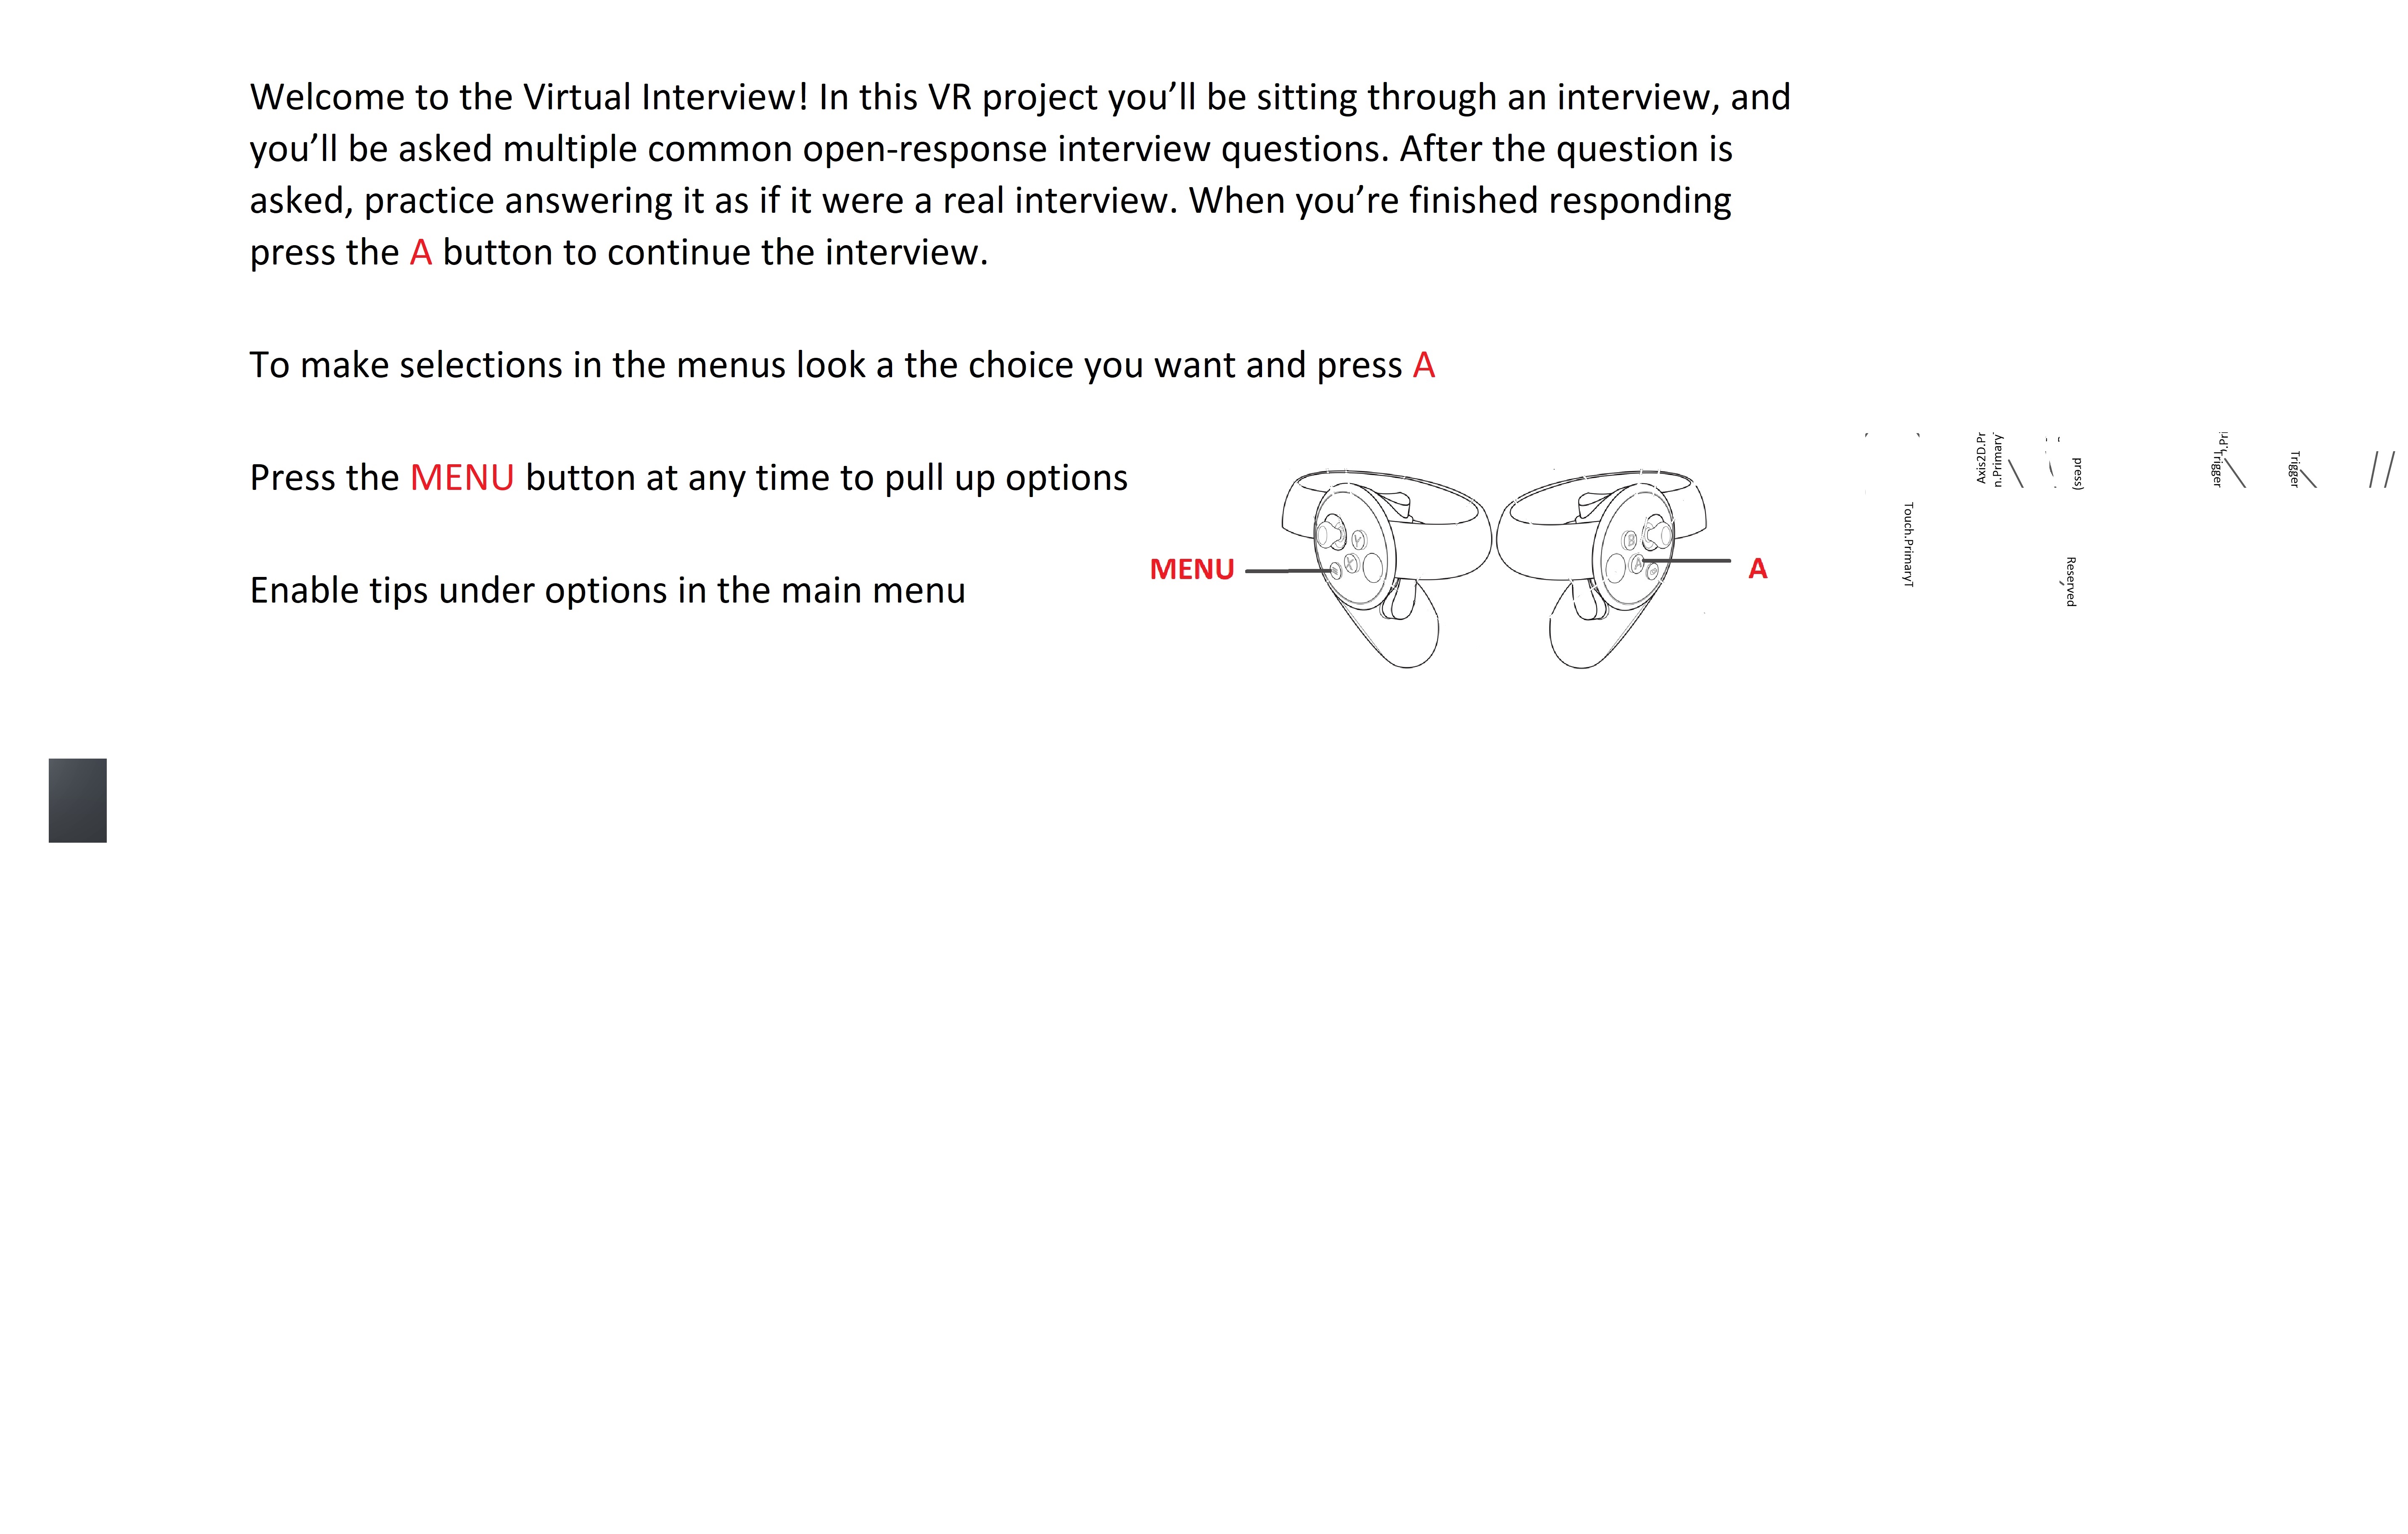 Welcome to the Virtual Interview! In this VR project you’ll be sitting through an interview, and
you’ll be asked multiple common open-response interview questions. After the question is
asked, practice answering it as if it were a real interview. When you’re finished responding
press the A button to continue the interview.
To make selections in the menus look a the choice you want and press A
Press the MENU button at any time to pull up options
Enable tips under options in the main menu
MENU
Y
X
B
A
A
Touch.PrimaryT
Axis2D.Pr
n.Primary
press)
Reserved
.Pri
Trigger
Trigger